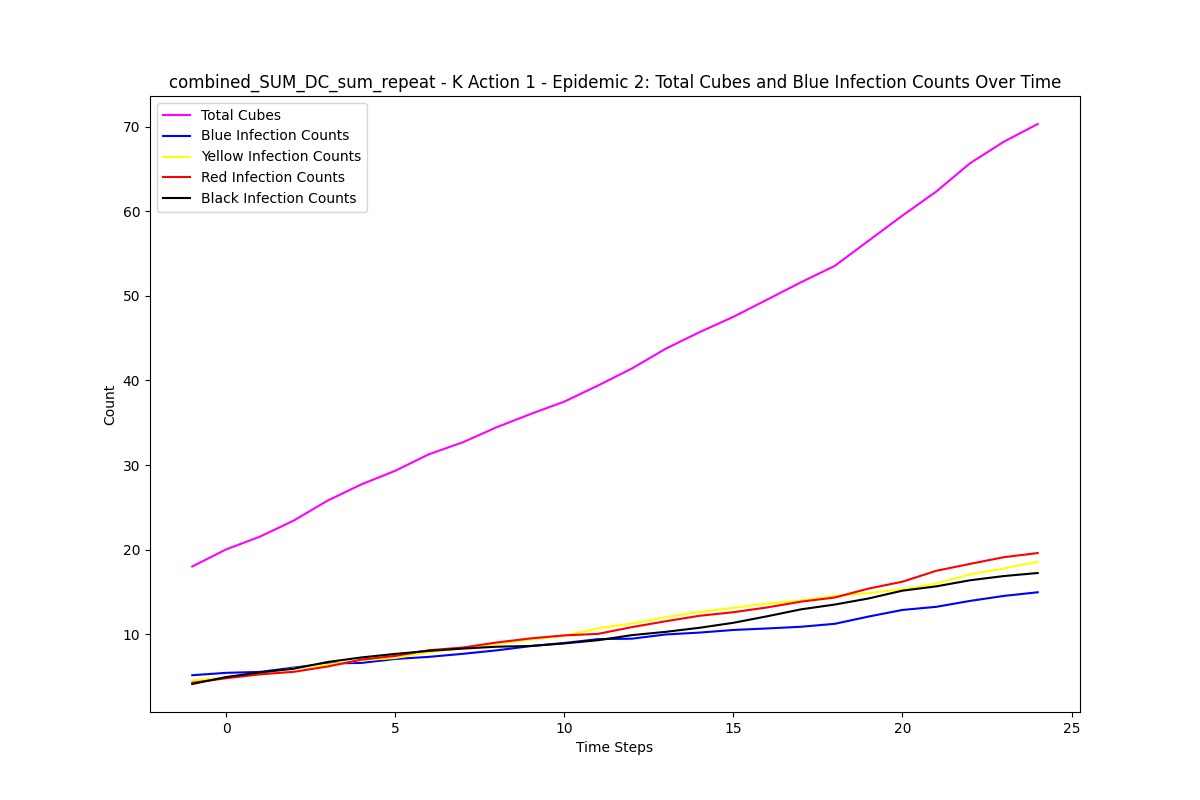 combined_SUM_DC_sum_repeat - K Action 1 - Epidemic 2: Total Cubes and Blue Infection Counts Over Time
Total Cubes
Blue Infection Counts
Yellow Infection Counts
Red Infection Counts
Black Infection Counts
70
60
50
40
30
20
10
Count
0
5
10
15
20
25
Time Steps